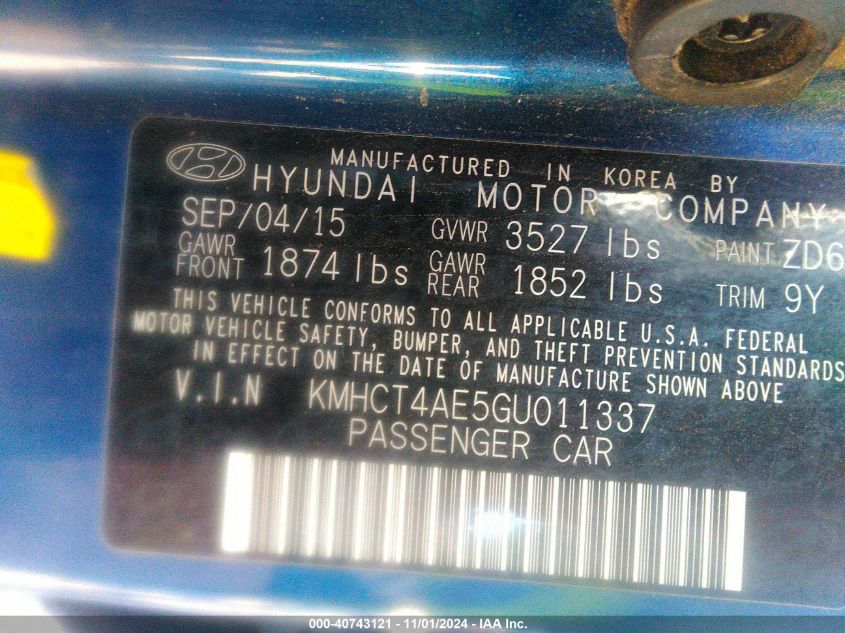 MANUFACTURED IN KOREA BY
HYUNDAI MOTOR COMPANY
SEP/04/15 GVWR 3527 lbs PAINT ZD6
GAWR FRONT 1874 lbs GAWR REAR 1852 lbs TRIM 9Y
THIS VEHICLE CONFORMS TO ALL APPLICABLE U.S.A. FEDERAL
MOTOR VEHICLE SAFETY, BUMPER, AND THEFT PREVENTION STANDARDS
IN EFFECT ON THE DATE OF MANUFACTURE SHOWN ABOVE
V.I.N KMHCT4AE5GU011337
PASSENGER CAR
000-40743121 - 11/01/2024 - IAA Inc.